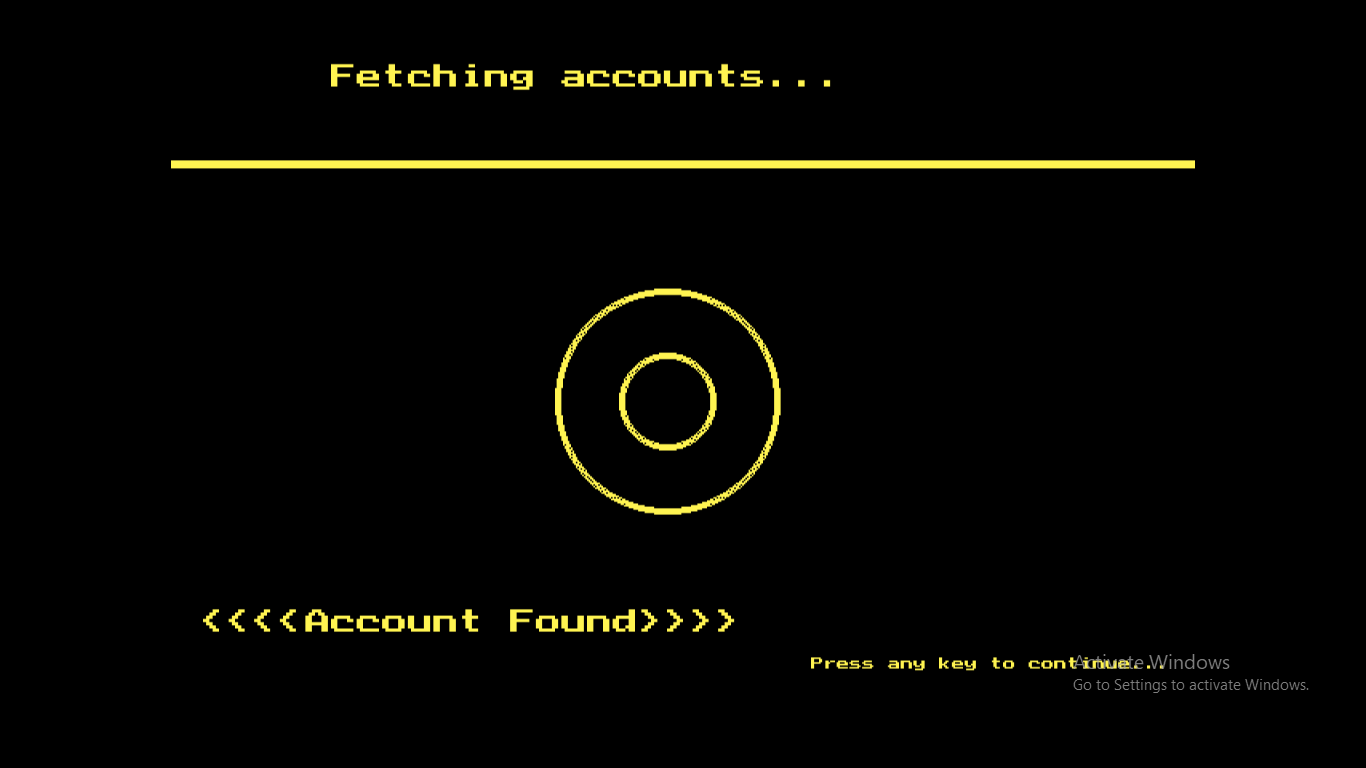 Fetching accounts...
<<<<Account Found>>>>
Press any key to continue...
Activate Windows
Go to Settings to activate Windows.